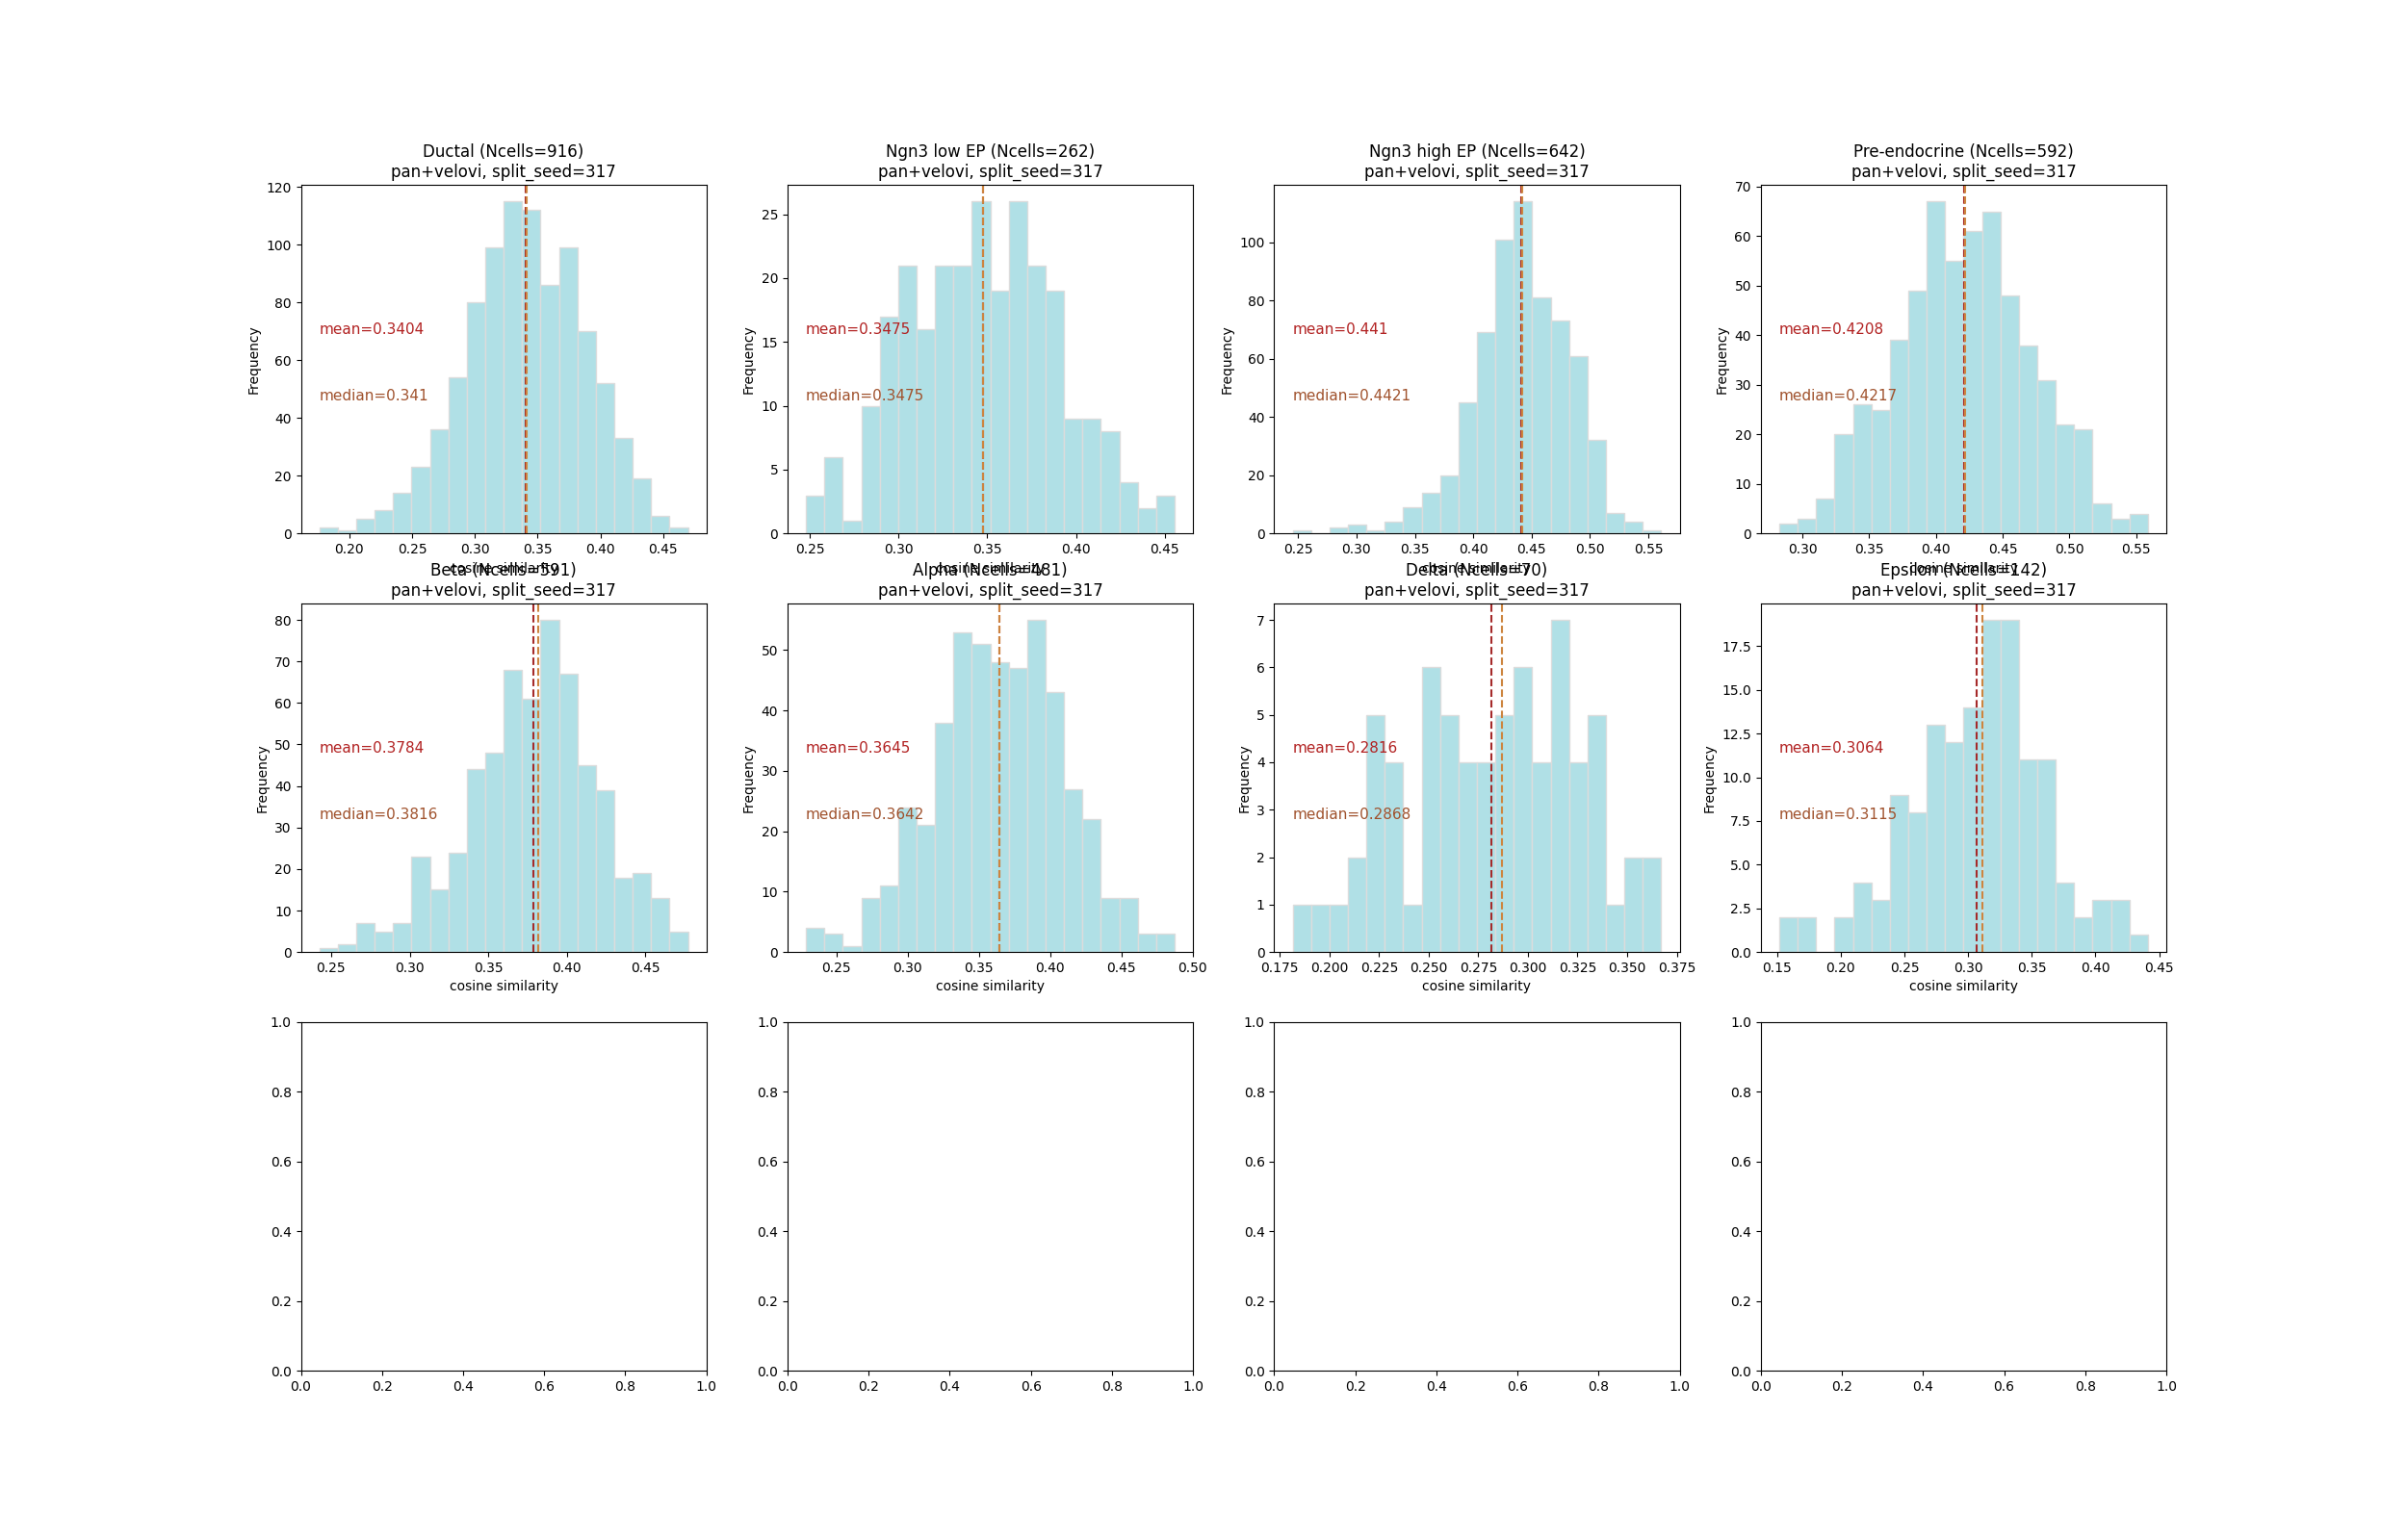 Ductal (Ncells=916)
pan+velovi, split_seed=317
120
100
80
60
40
20
0
Frequency
mean=0.3404
median=0.341
0.20 0.25 0.30 0.35 0.40 0.45
cosine similarity
Ngn3 low EP (Ncells=262)
pan+velovi, split_seed=317
25
20
15
10
5
0
Frequency
mean=0.3475
median=0.3475
0.25 0.30 0.35 0.40 0.45
cosine similarity
Ngn3 high EP (Ncells=642)
pan+velovi, split_seed=317
100
80
60
40
20
0
Frequency
mean=0.441
median=0.4421
0.25 0.30 0.35 0.40 0.45 0.50 0.55
cosine similarity
Pre-endocrine (Ncells=592)
pan+velovi, split_seed=317
70
60
50
40
30
20
10
0
Frequency
mean=0.4208
median=0.4217
0.30 0.35 0.40 0.45 0.50 0.55
cosine similarity
Beta (Ncells=591)
pan+velovi, split_seed=317
80
70
60
50
40
30
20
10
0
Frequency
mean=0.3784
median=0.3816
0.25 0.30 0.35 0.40 0.45
cosine similarity
Alpha (Ncells=481)
pan+velovi, split_seed=317
50
40
30
20
10
0
Frequency
mean=0.3645
median=0.3642
0.25 0.30 0.35 0.40 0.45 0.50
cosine similarity
Delta (Ncells=70)
pan+velovi, split_seed=317
7
6
5
4
3
2
1
0
Frequency
mean=0.2816
median=0.2868
0.175 0.200 0.225 0.250 0.275 0.300 0.325 0.350 0.375
cosine similarity
Epsilon (Ncells=142)
pan+velovi, split_seed=317
17.5
15.0
12.5
10.0
7.5
5.0
2.5
0.0
Frequency
mean=0.3064
median=0.3115
0.15 0.20 0.25 0.30 0.35 0.40 0.45
cosine similarity
1.0
0.8
0.6
0.4
0.2
0.0
0.0 0.2 0.4 0.6 0.8 1.0
1.0
0.8
0.6
0.4
0.2
0.0
0.0 0.2 0.4 0.6 0.8 1.0
1.0
0.8
0.6
0.4
0.2
0.0
0.0 0.2 0.4 0.6 0.8 1.0
1.0
0.8
0.6
0.4
0.2
0.0
0.0 0.2 0.4 0.6 0.8 1.0